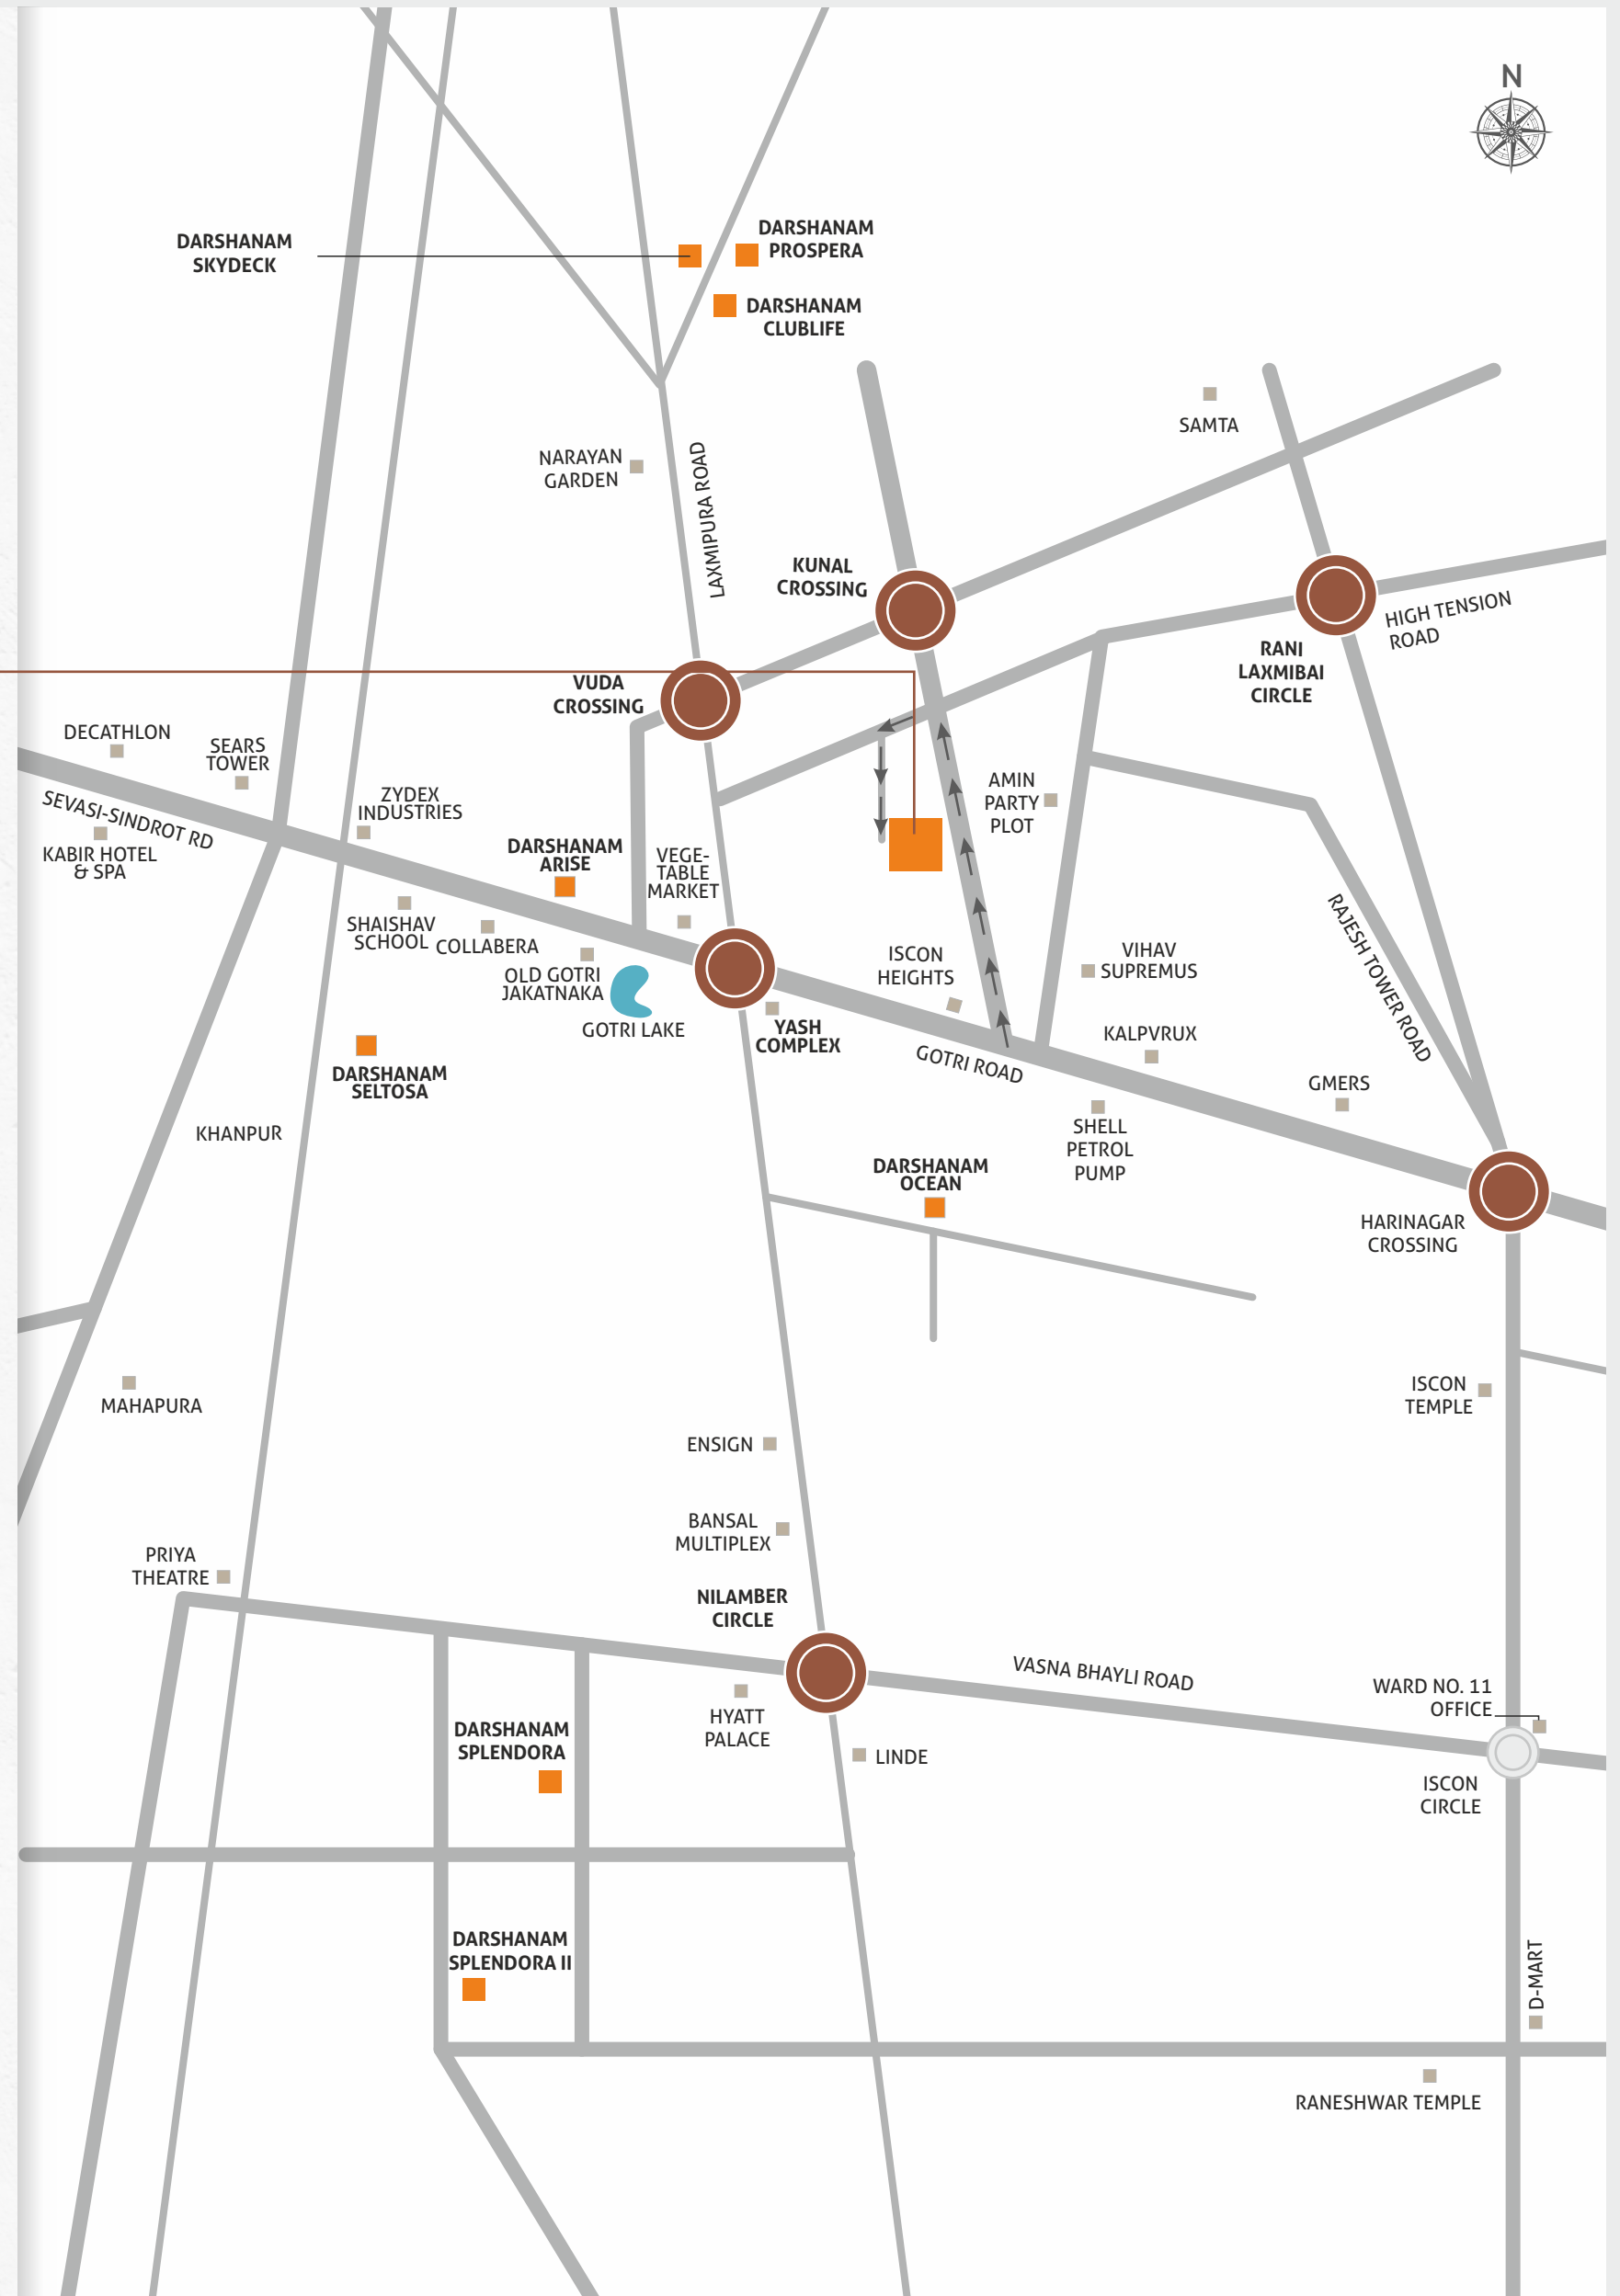 N
DARSHANAM
SKYDECK
DARSHANAM
PROSPERA
DARSHANAM
CLUBLIFE
SAMTA
NARAYAN
GARDEN
LAXMIPURA ROAD
KUNAL
CROSSING
HIGH TENSION
ROAD
RANI
LAXMIBAI
CIRCLE
VUDA
CROSSING
DECATHLON
SEARS
TOWER
SEVASI-SINDROT RD
KABIR HOTEL
& SPA
ZYDEX
INDUSTRIES
AMIN
PARTY
PLOT
DARSHANAM
ARISE
VEGE-
TABLE
MARKET
SHAISHAV
SCHOOL
COLLABERA
OLD GOTRI
JAKATNAKA
GOTRI LAKE
ISCON
HEIGHTS
VIHAV
SUPREMUS
RAJESH TOWER ROAD
YASH
COMPLEX
GOTRI ROAD
KALPVRUX
DARSHANAM
SELTOSA
GMERS
KHANPUR
SHELL
PETROL
PUMP
DARSHANAM
OCEAN
HARINAGAR
CROSSING
MAHAPURA
ISCON
TEMPLE
ENSIGN
BANSAL
MULTIPLEX
PRIYA
THEATRE
NILAMBER
CIRCLE
VASNA BHAYLI ROAD
WARD NO. 11
OFFICE
HYATT
PALACE
DARSHANAM
SPLENDORA
LINDE
ISCON
CIRCLE
DARSHANAM
SPLENDORA II
D-MART
RANESHWAR TEMPLE